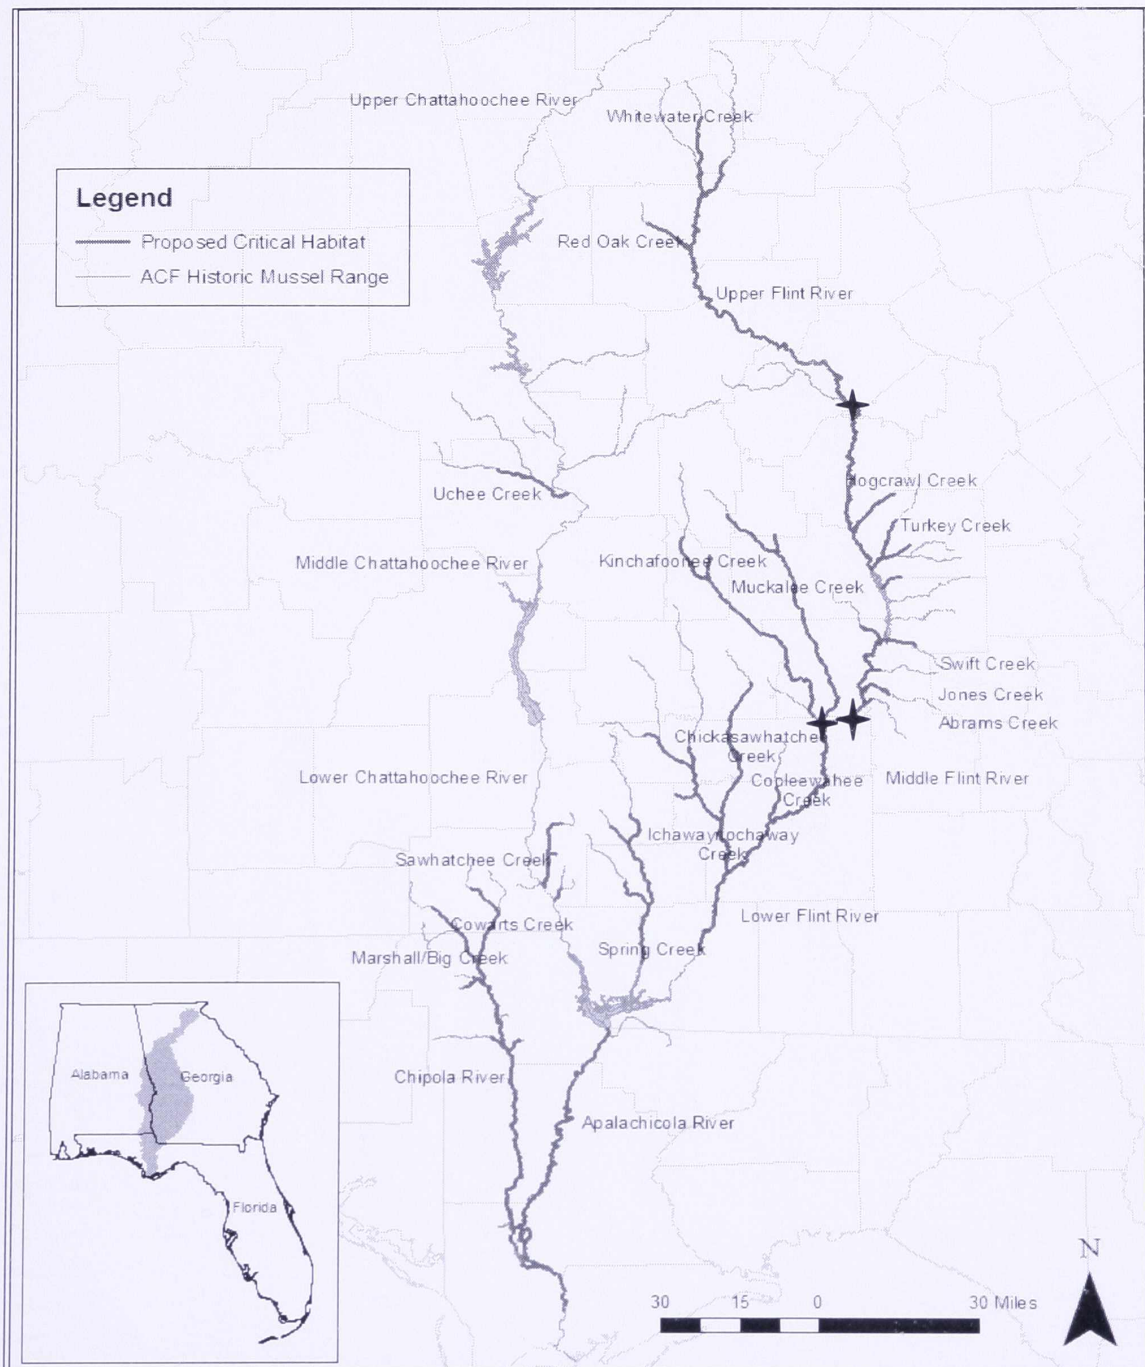 Upper Chattahoochee River
Whitewater Creek
Legend
Proposed Critical Habitat
ACF Historic Mussel Range
Red Oak Creek
Upper Flint River
Hogcrawl Creek
Uchee Creek
Turkey Creek
Middle Chattahoochee River
Kinchafoonee Creek
Muckalee Creek
Swift Creek
Jones Creek
Abrams Creek
Chickasawhatchee
Creek
Lower Chattahoochee River
Middle Flint River
Cooleewahee
Creek
Ichawaynochaway
Creek
Sawhatchee Creek
Lower Flint River
Cowarts Creek
Spring Creek
Marshall/Big Creek
Alabama
Georgia
Florida
Chipola River
Apalachicola River
N
30 15 0 30 Miles